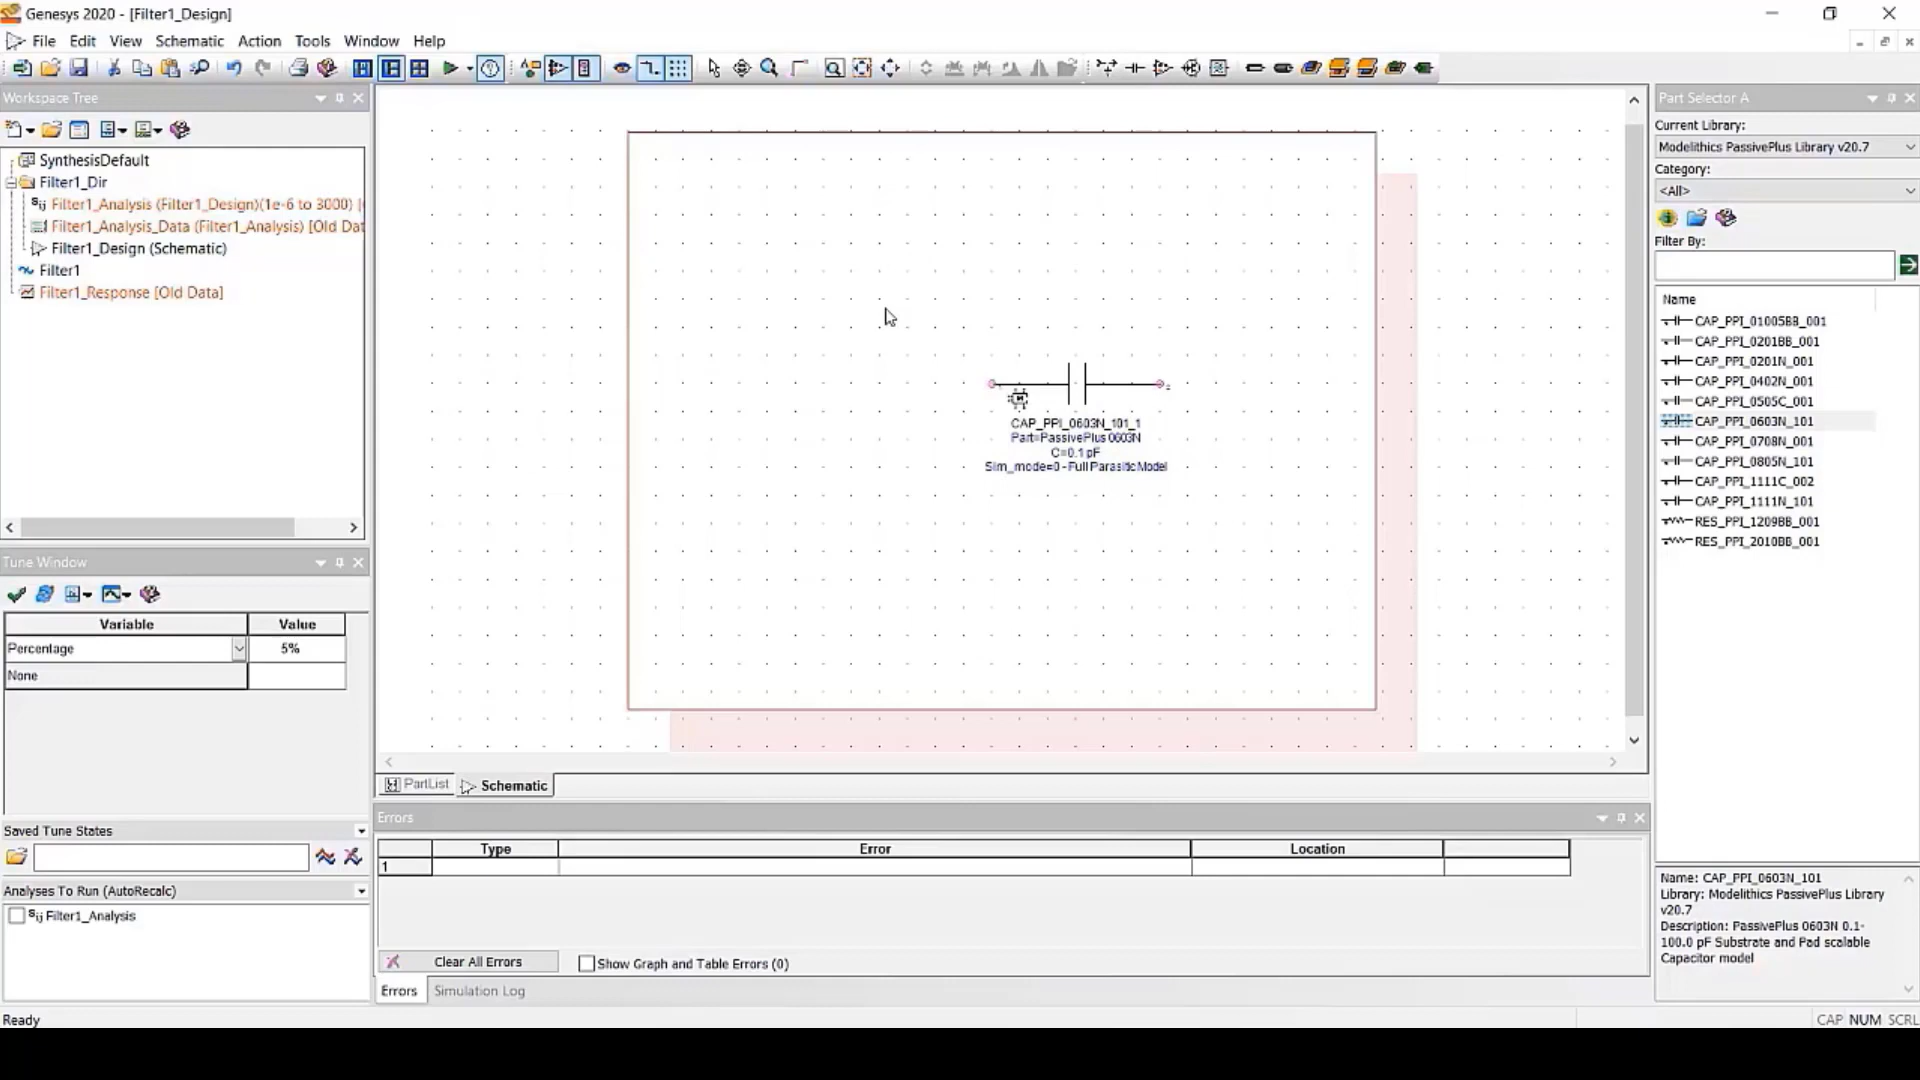 Genesys 2020 - [Filter1_Design]
File Edit View Schematic Action Tools Window Help
Workspace Tree
SynthesisDefault
Filter1_Dir
Filter1_Analysis (Filter1_Design)(1e-6 to 3000)
Filter1_Analysis_Data (Filter1_Analysis) [Old Dat
Filter1_Design (Schematic)
Filter1
Filter1_Response [Old Data]
Tune Window
Variable Value
Percentage 5%
None
Saved Tune States
Analyses To Run (AutoRecalc)
Filter1_Analysis
CAP_PPI_0603N_101_1
Part=PassivePlus 0603N
C=0.1 pF
Sim_mode=0 - Full Parasitic Model
PartList Schematic
Errors
Type Error Location
1
Clear All Errors Show Graph and Table Errors (0)
Errors Simulation Log
Part Selector A
Current Library:
Modelithics PassivePlus Library v20.7
Category:
<All>
Filter By:
Name
CAP_PPI_01005BB_001
CAP_PPI_0201BB_001
CAP_PPI_0201N_001
CAP_PPI_0402N_001
CAP_PPI_0505C_001
CAP_PPI_0603N_101
CAP_PPI_0708N_001
CAP_PPI_0805N_101
CAP_PPI_1111C_002
CAP_PPI_1111N_101
RES_PPI_1209BB_001
RES_PPI_2010BB_001
Name: CAP_PPI_0603N_101
Library: Modelithics PassivePlus Library
v20.7
Description: PassivePlus 0603N 0.1-
100.0 pF Substrate and Pad scalable
Capacitor model
Ready
CAP NUM SCRL